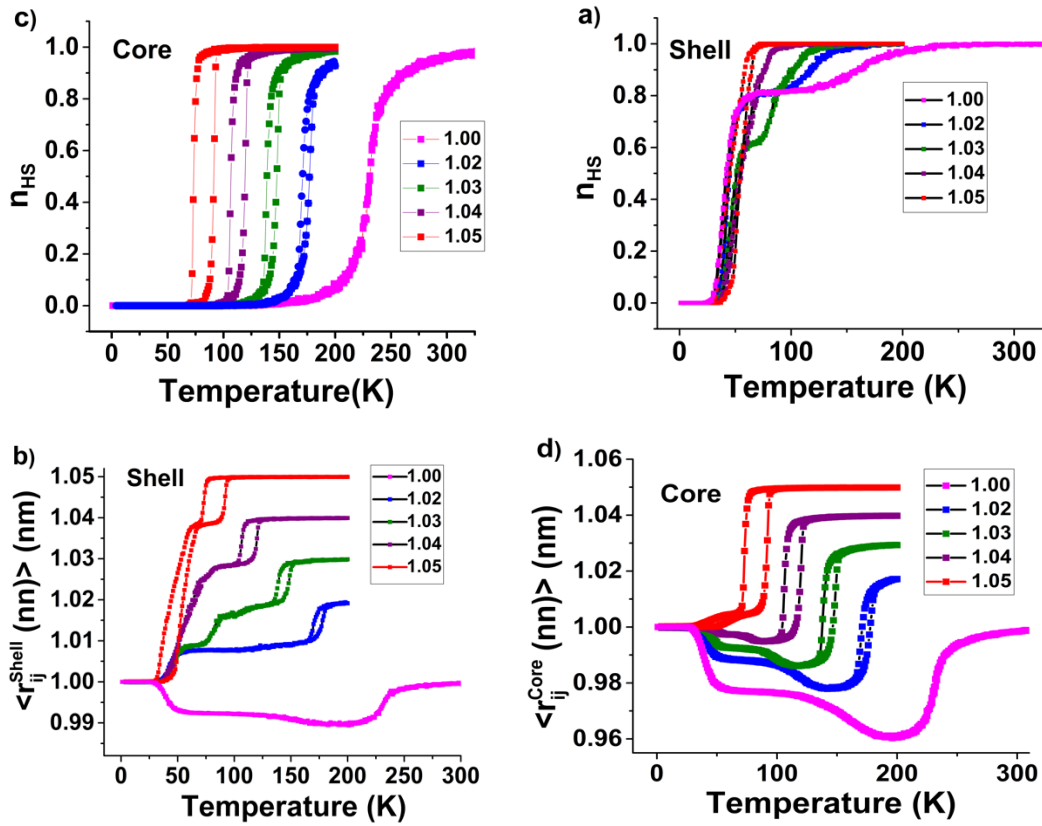 c)
Core
1.0
0.8
0.6
0.4
0.2
0.0
n_HS
0 50 100 150 200 250 300
Temperature(K)
1.00
1.02
1.03
1.04
1.05
a)
Shell
1.0
0.8
0.6
0.4
0.2
0.0
n_HS
0 100 200 300
Temperature (K)
1.00
1.02
1.03
1.04
1.05
b)
Shell
1.05
1.04
1.03
1.02
1.01
1.00
0.99
<r_ij^Shell (nn)> (nm)
0 50 100 150 200 250 300
Temperature (K)
1.00
1.02
1.03
1.04
1.05
d)
Core
1.06
1.04
1.02
1.00
0.98
0.96
<r_ij^Core (nn)> (nm)
0 100 200 300
Temperature (K)
1.00
1.02
1.03
1.04
1.05